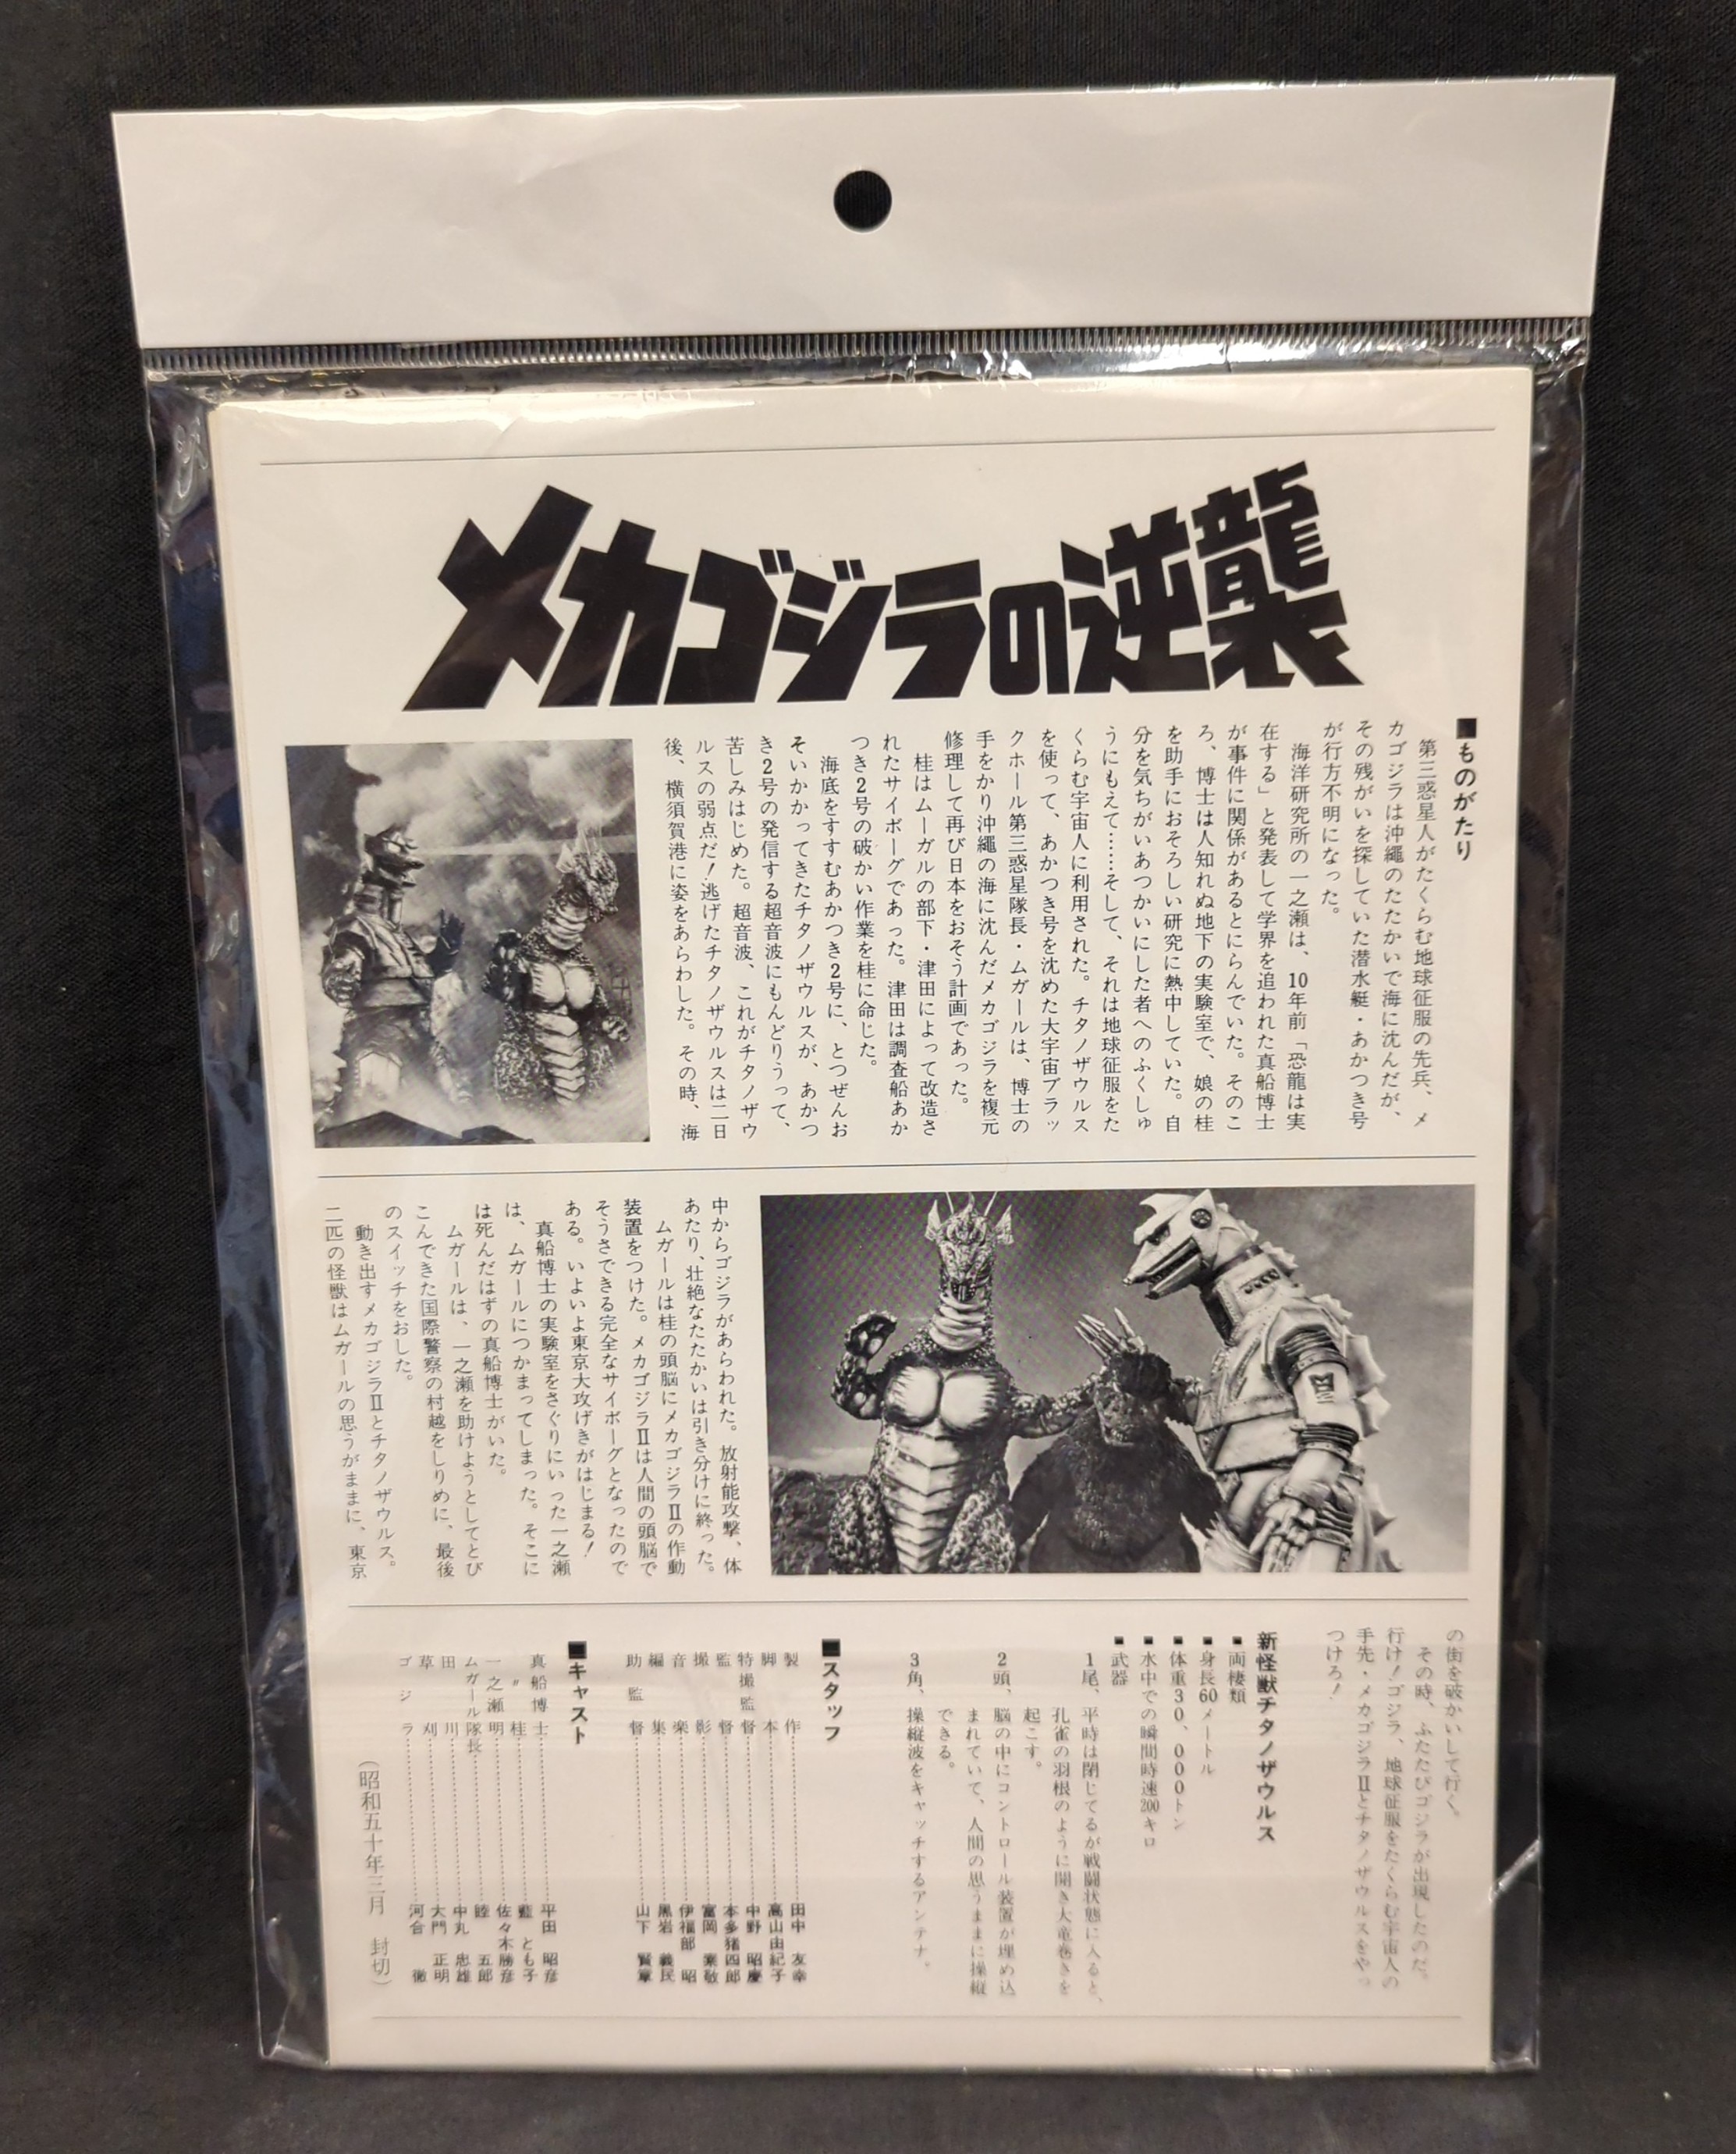 メカゴジラの逆襲
■ものがたり
第三惑星人がたくらむ地球征服の先兵、メ
カゴジラは沖縄のたたかいで海に沈んだが、
その残がいを探していた潜水艇・あかつき号
が行方不明になった。
海洋研究所の一之瀬は、10年前「恐龍は実
在する」と発表して学界を追われた真船博士
が事件に関係があるとにらんでいた。そのこ
ろ、博士は人知れぬ地下の実験室で、娘の桂
を助手におそろしい研究に熱中していた。自
分を気ちがいあつかいにした者へのふくしゅ
うにもえて……そして、それは地球征服をた
くらむ宇宙人に利用された。チタノザウルス
を使って、あかつき号を沈めた大宇宙ブラッ
クホール第三惑星隊長・ムガールは、博士の
手をかり沖縄の海に沈んだメカゴジラを複元
修理して再び日本をおそう計画であった。
桂はムーガルの部下・津田によって改造さ
れたサイボーグであった。津田は調査船あか
つき2号の破かい作業を桂に命じた。
海底をすすむあかつき2号に、とつぜんお
そいかかってきたチタノザウルスが、あかつ
き2号の発信する超音波にもんどりうって、
苦しみはじめた。超音波、これがチタノザウ
ルスの弱点だ!逃げたチタノザウルスは二日
後、横須賀港に姿をあらわした。その時、海
中からゴジラがあらわれた。放射能攻撃、体
あたり、壮絶なたたかいは引き分けに終った。
ムガールは桂の頭脳にメカゴジラⅡの作動
装置をつけた。メカゴジラⅡは人間の頭脳で
そうさできる完全なサイボーグとなったので
ある。いよいよ東京大攻げきがはじまる!
真船博士の実験室をさぐりにいった一之瀬
は、ムガールにつかまってしまった。そこに
は死んだはずの真船博士がいた。
ムガールは、一之瀬を助けようとしてとび
こんできた国際警察の村越をしりめに、最後
のスイッチをおした。
動き出すメカゴジラⅡとチタノザウルス。
二匹の怪獣はムガールの思うがままに、東京
の街を破かいして行く。
その時、ふたたびゴジラが出現したのだ。
行け!ゴジラ、地球征服をたくらむ宇宙人の
手先・メカゴジラⅡとチタノザウルスをやっ
つけろ!
新怪獣チタノザウルス
■両棲類
■身長60メートル
■体重30、000トン
■水中での瞬間時速200キロ
■武器
1尾、平時は閉じてるが戦闘状態に入ると、
孔雀の羽根のように開き大竜巻きを
起こす。
2頭、脳の中にコントロール装置が埋め込
まれていて、人間の思うままに操縦
できる。
3角、操縦波をキャッチするアンテナ。
■スタッフ
製作……田中友幸
脚本……高山由紀子
特撮監督……中野昭慶
監督……本多猪四郎
撮影……富岡素敬
音楽……伊福部昭
編集……黒岩義民
助監督……山下賢章
■キャスト
真船博士……平田昭彦
〃 桂……藍とも子
一之瀬明……佐々木勝彦
ムガール隊長……睦五郎
田川……中丸忠雄
草刈……大門正明
ゴジラ……河合徹
(昭和五十年三月 封切)